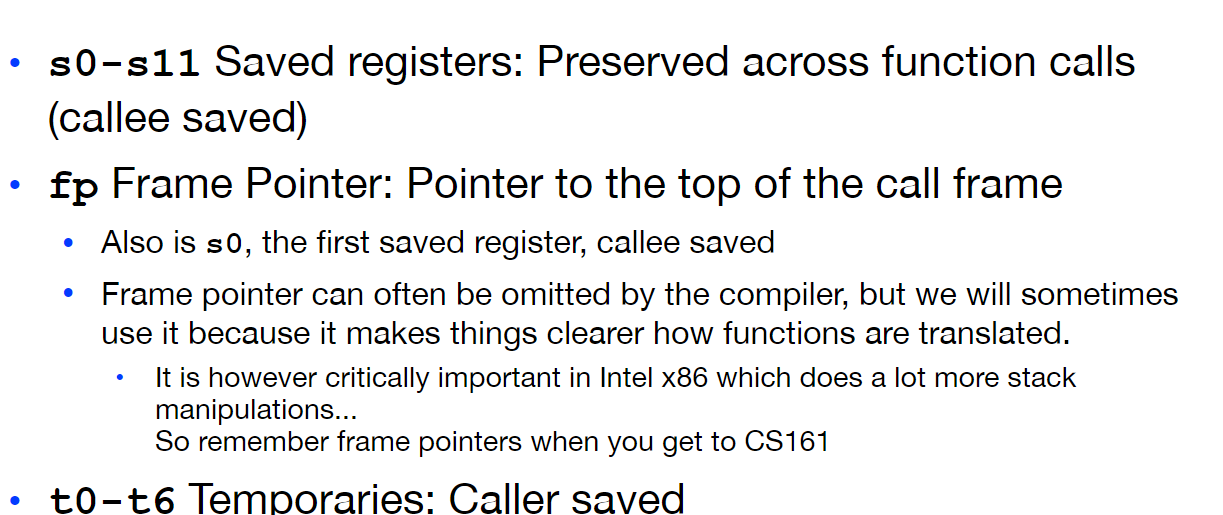 • s0-s11 Saved registers: Preserved across function calls
(callee saved)
• fp Frame Pointer: Pointer to the top of the call frame
• Also is s0, the first saved register, callee saved
• Frame pointer can often be omitted by the compiler, but we will sometimes
use it because it makes things clearer how functions are translated.
• It is however critically important in Intel x86 which does a lot more stack
manipulations...
So remember frame pointers when you get to CS161
• t0-t6 Temporaries: Caller saved